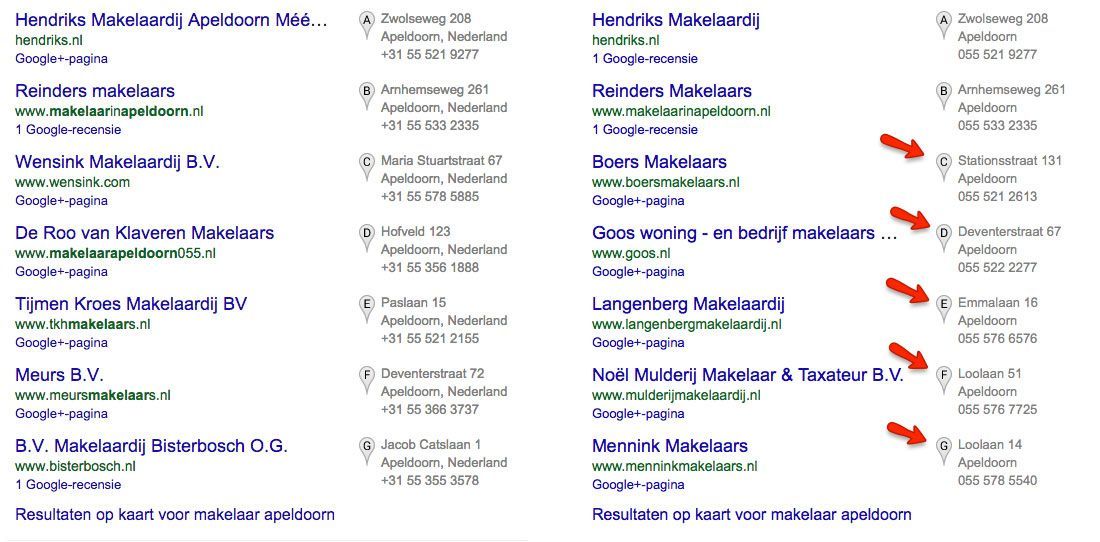 Hendriks Makelaardij Apeldoorn Méé…
hendriks.nl
Google+-pagina
A Zwolseweg 208
Apeldoorn, Nederland
+31 55 521 9277
Reinders makelaars
www.makelaarinapeldoorn.nl
1 Google-recensie
B Arnhemseweg 261
Apeldoorn, Nederland
+31 55 533 2335
Wensink Makelaardij B.V.
www.wensink.com
Google+-pagina
C Maria Stuartstraat 67
Apeldoorn, Nederland
+31 55 578 5885
De Roo van Klaveren Makelaars
www.makelaarapeldoorn055.nl
Google+-pagina
D Hofveld 123
Apeldoorn, Nederland
+31 55 356 1888
Tijmen Kroes Makelaardij BV
www.tkhmakelaars.nl
Google+-pagina
E Paslaan 15
Apeldoorn, Nederland
+31 55 521 2155
Meurs B.V.
www.meursmakelaars.nl
Google+-pagina
F Deventerstraat 72
Apeldoorn, Nederland
+31 55 366 3737
B.V. Makelaardij Bisterbosch O.G.
www.bisterbosch.nl
1 Google-recensie
G Jacob Catslaan 1
Apeldoorn, Nederland
+31 55 355 3578
Resultaten op kaart voor makelaar apeldoorn
Hendriks Makelaardij
hendriks.nl
1 Google-recensie
A Zwolseweg 208
Apeldoorn
055 521 9277
Reinders Makelaars
www.makelaarinapeldoorn.nl
1 Google-recensie
B Arnhemseweg 261
Apeldoorn
055 533 2335
Boers Makelaars
www.boersmakelaars.nl
Google+-pagina
C Stationsstraat 131
Apeldoorn
055 521 2613
Goos woning - en bedrijf makelaars …
www.goos.nl
Google+-pagina
D Deventerstraat 67
Apeldoorn
055 522 2277
Langenberg Makelaardij
www.langenbergmakelaardij.nl
Google+-pagina
E Emmalaan 16
Apeldoorn
055 576 6576
Noël Mulderij Makelaar & Taxateur B.V.
www.mulderijmakelaardij.nl
Google+-pagina
F Loolaan 51
Apeldoorn
055 576 7725
Mennink Makelaars
www.menninkmakelaars.nl
Google+-pagina
G Loolaan 14
Apeldoorn
055 578 5540
Resultaten op kaart voor makelaar apeldoorn